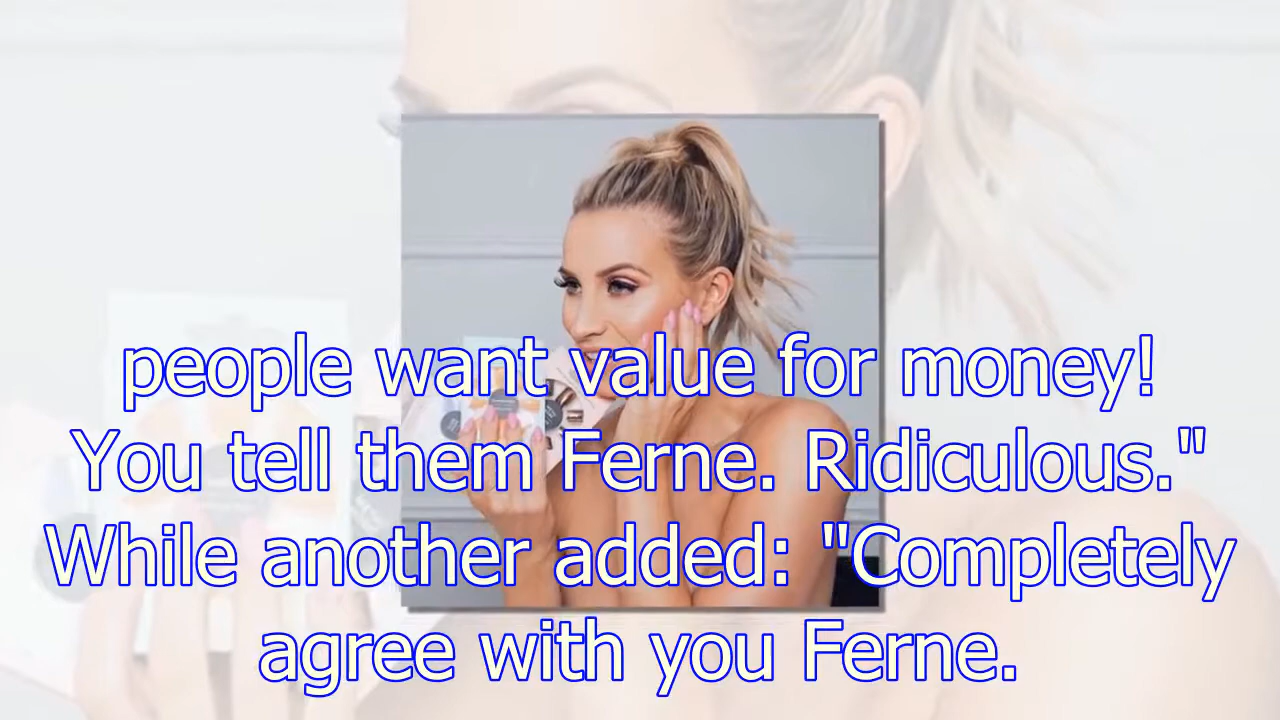 people want value for money!
You tell them Ferne. Ridiculous."
While another added: "Completely
agree with you Ferne.